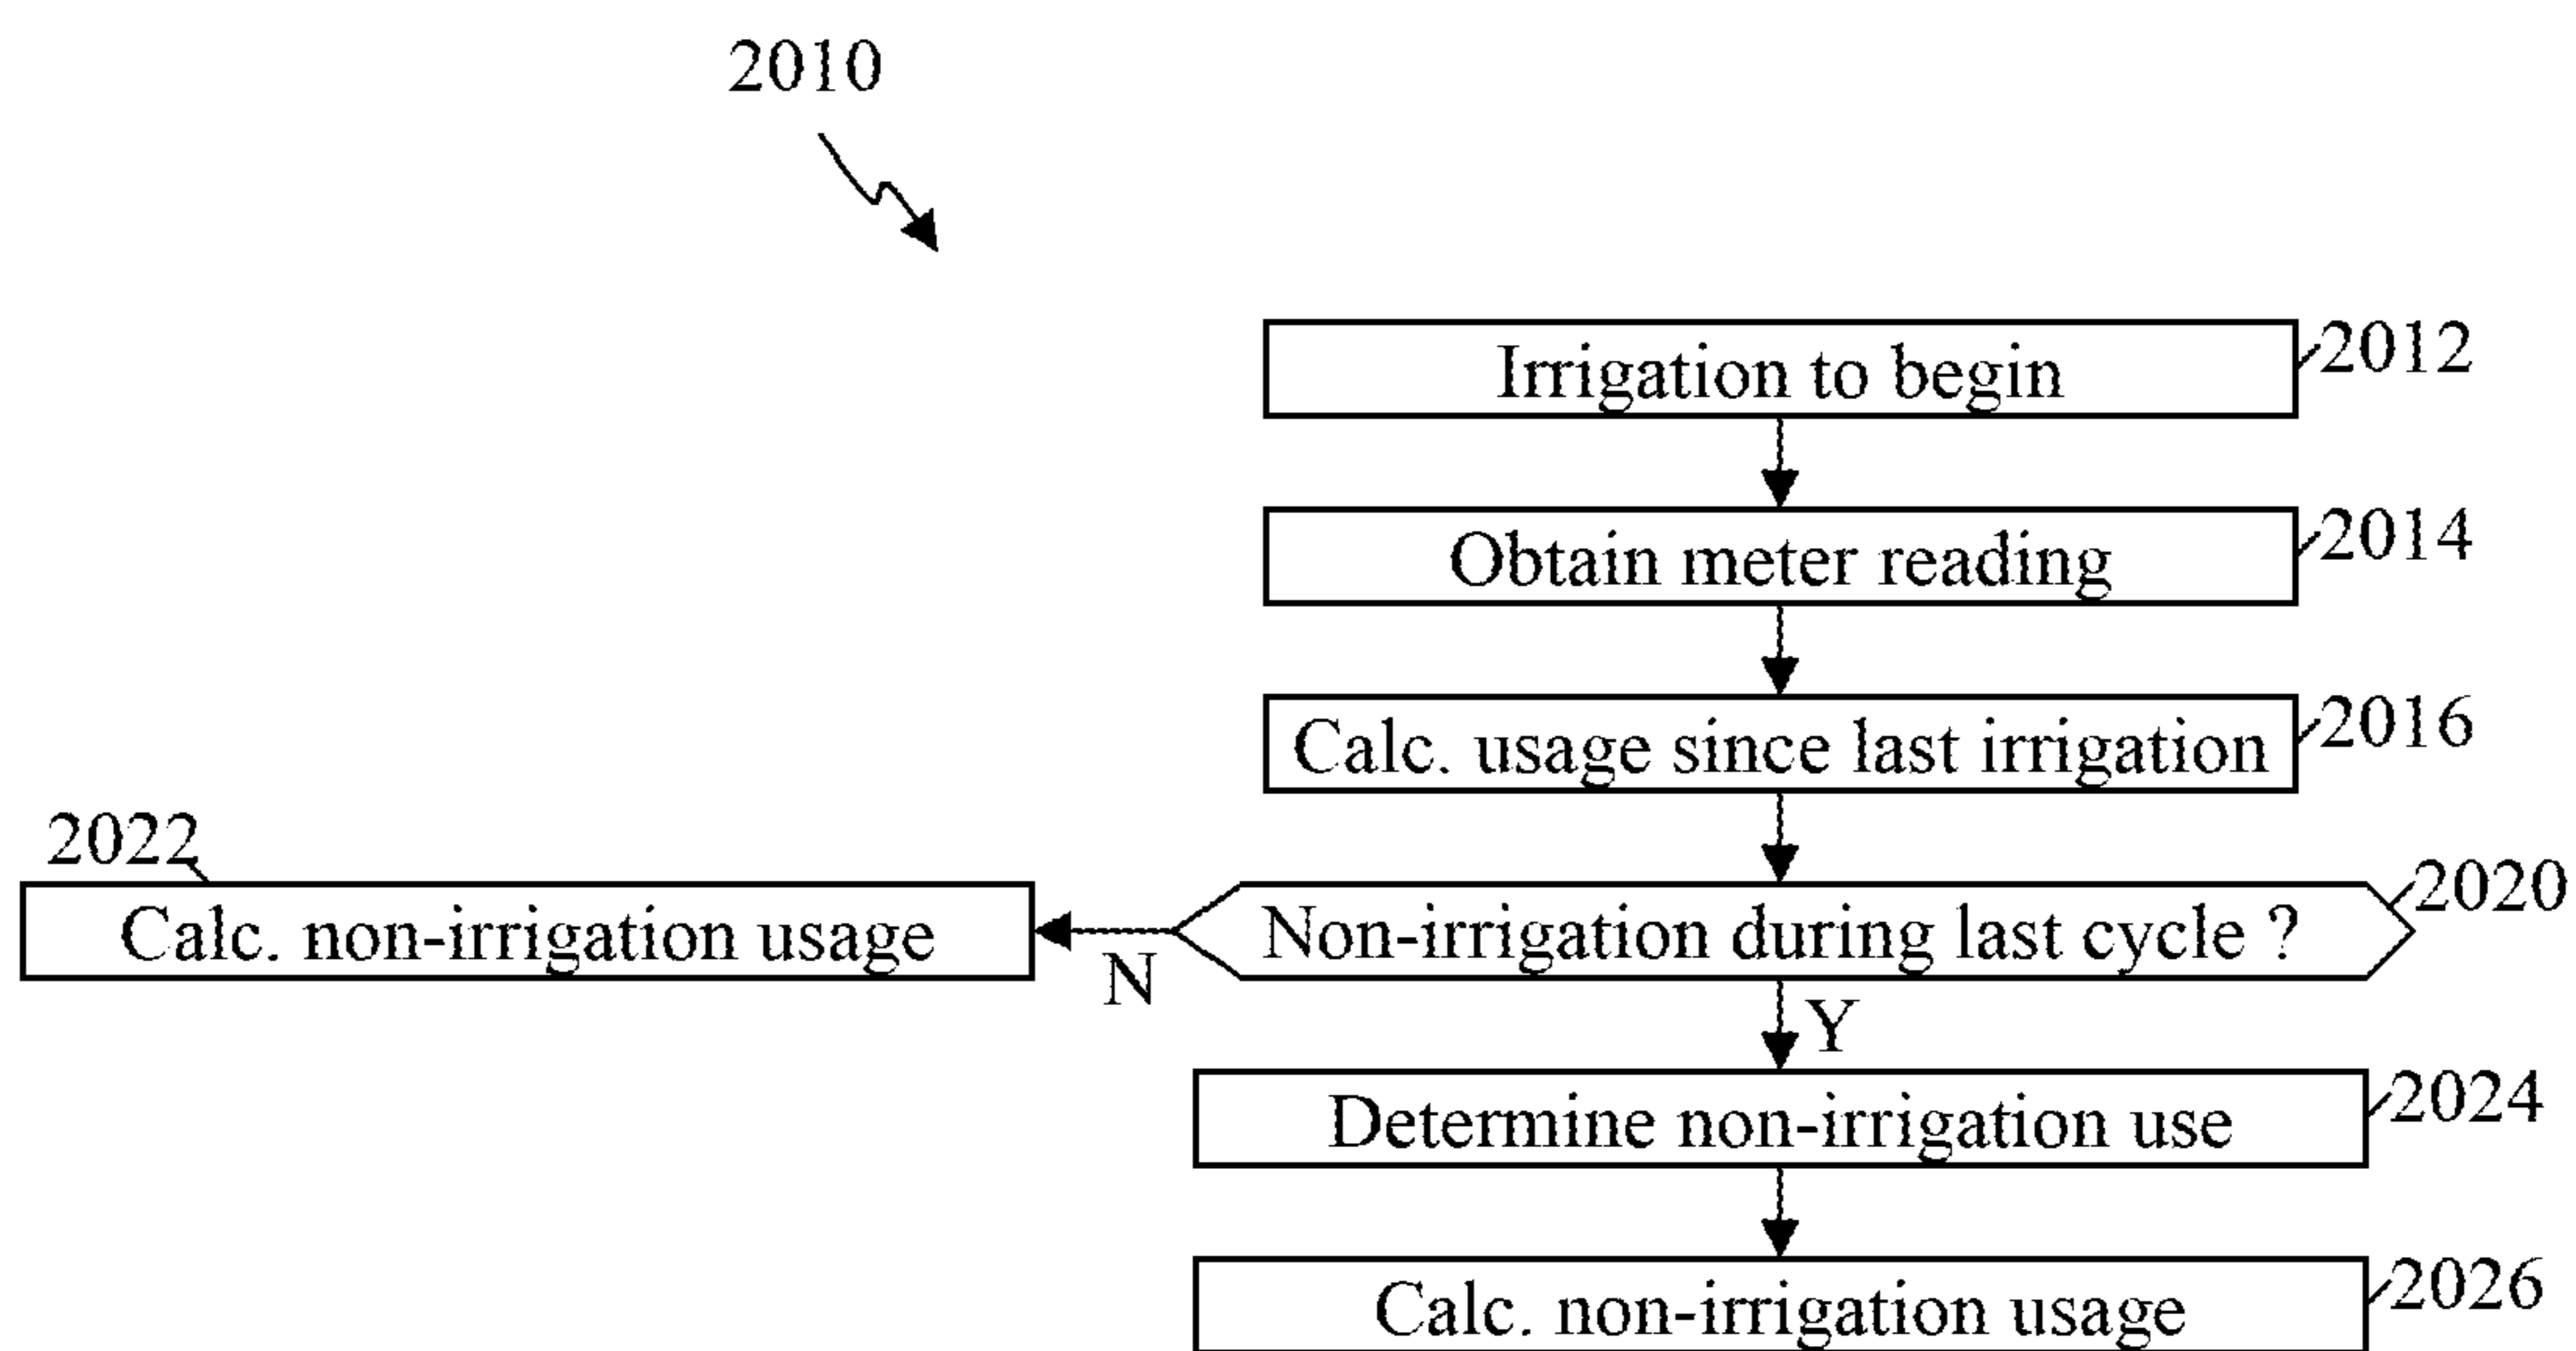 2010
Irrigation to begin
2012
Obtain meter reading
2014
Calc. usage since last irrigation
2016
2022
Calc. non-irrigation usage
N
Non-irrigation during last cycle ?
2020
Y
Determine non-irrigation use
2024
Calc. non-irrigation usage
2026